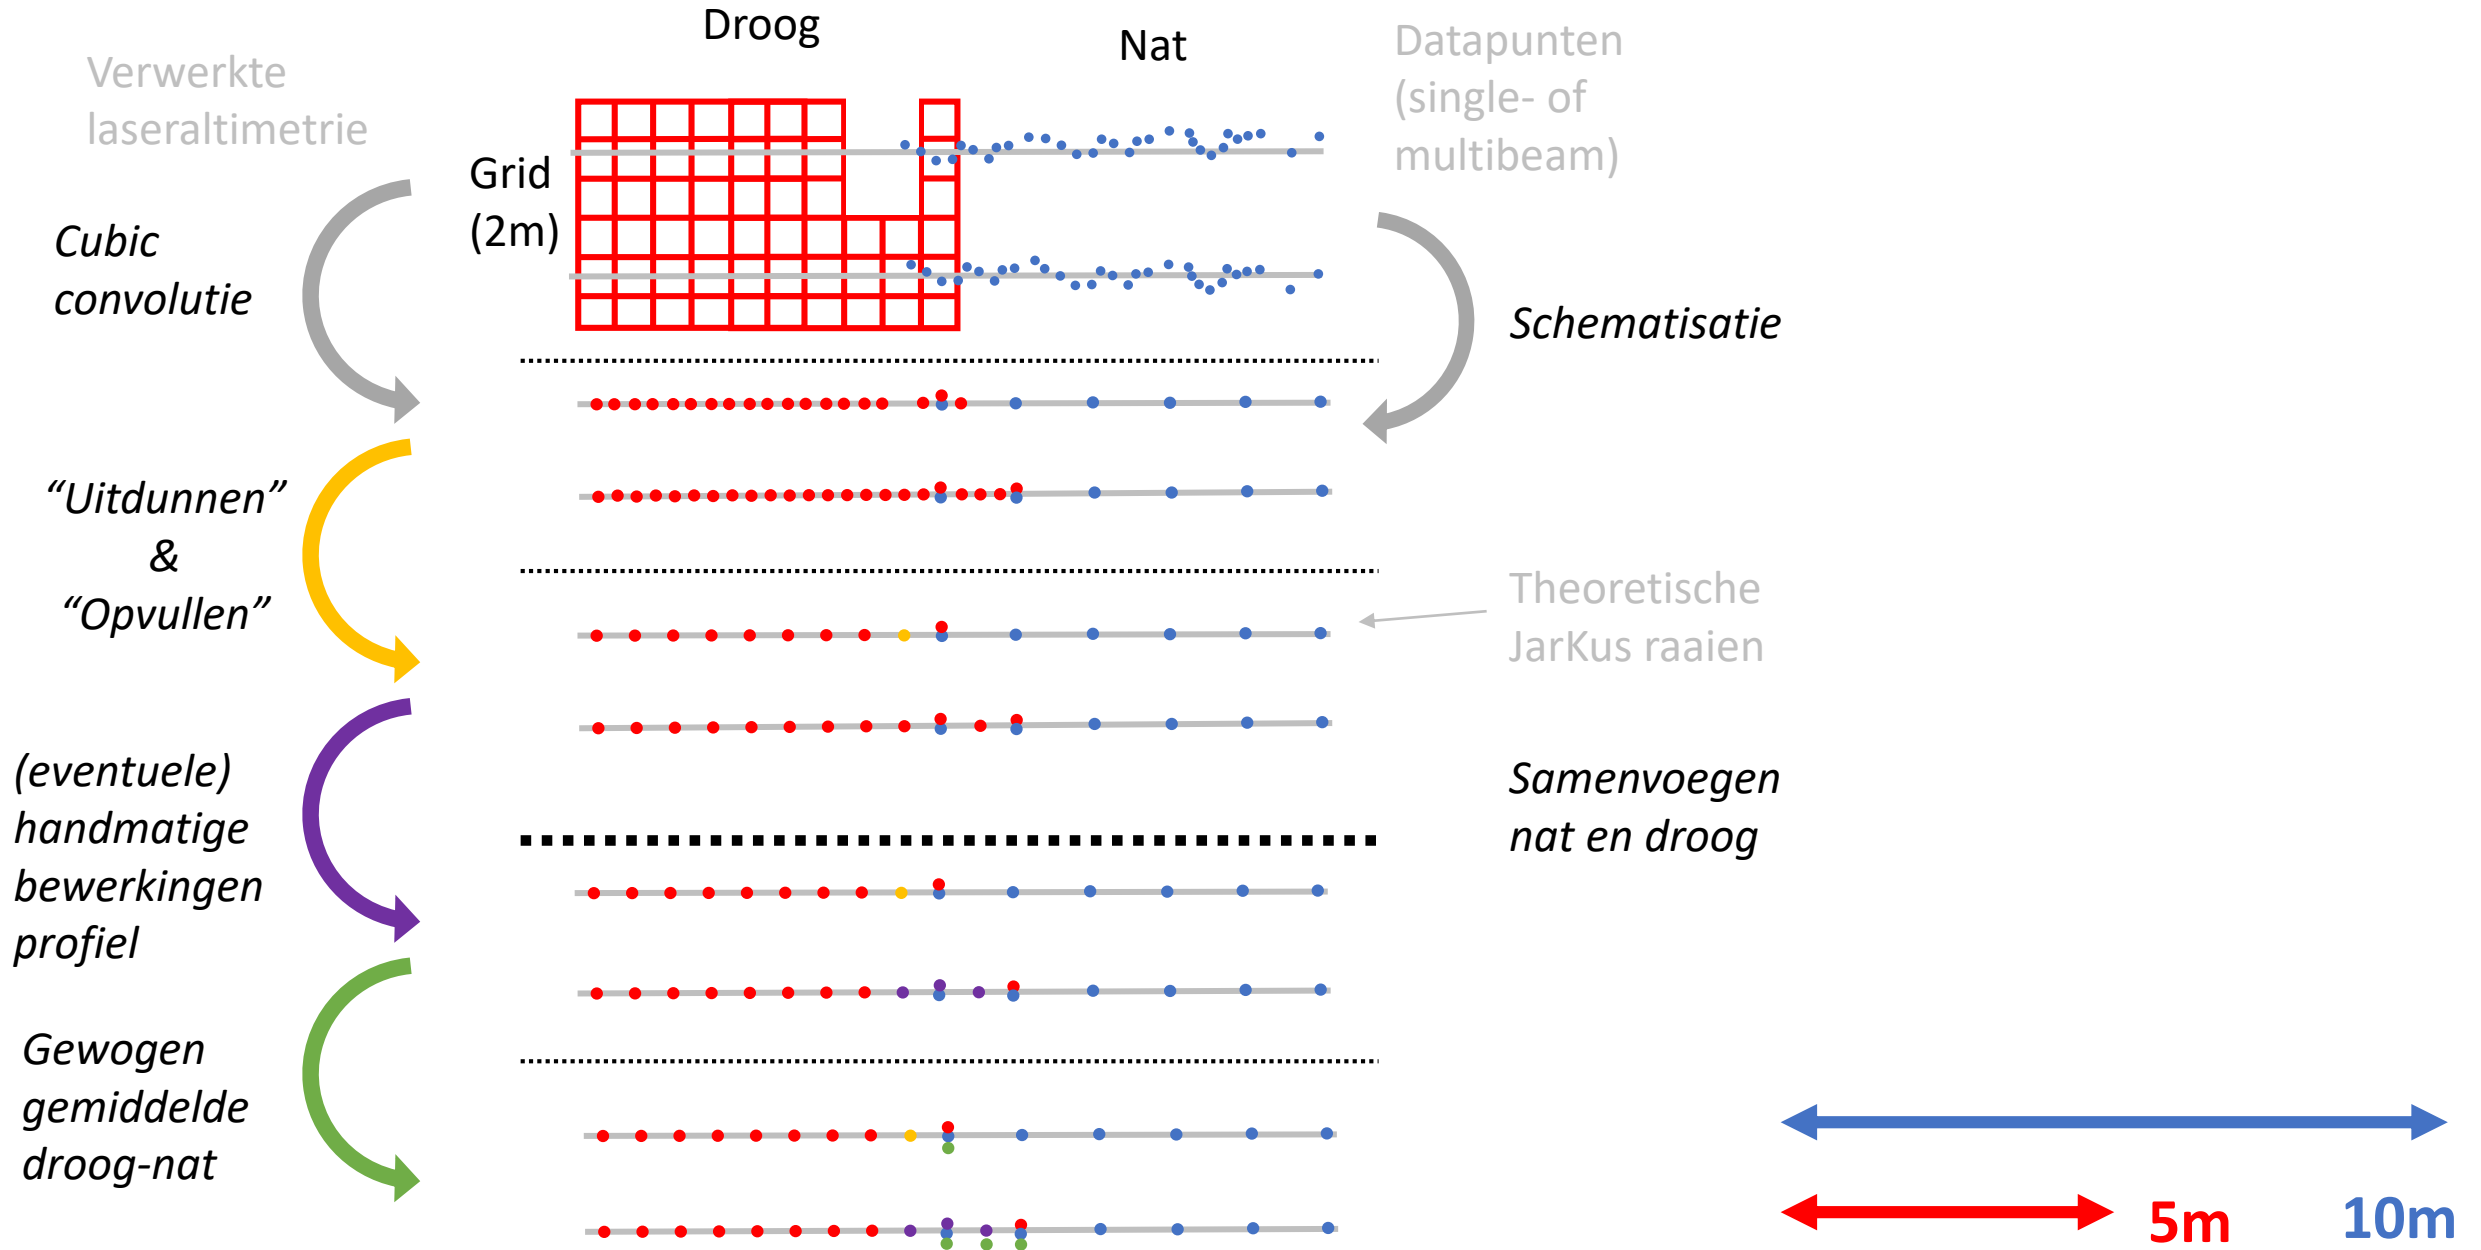 Droog
Nat
Verwerkte
laseraltimetrie
Datapunten
(single- of
multibeam)
Grid
(2m)
Cubic
convolutie
Schematisatie
“Uitdunnen”
&
“Opvullen”
Theoretische
JarKus raaien
(eventuele)
handmatige
bewerkingen
profiel
Samenvoegen
nat en droog
Gewogen
gemiddelde
droog-nat
5m
10m